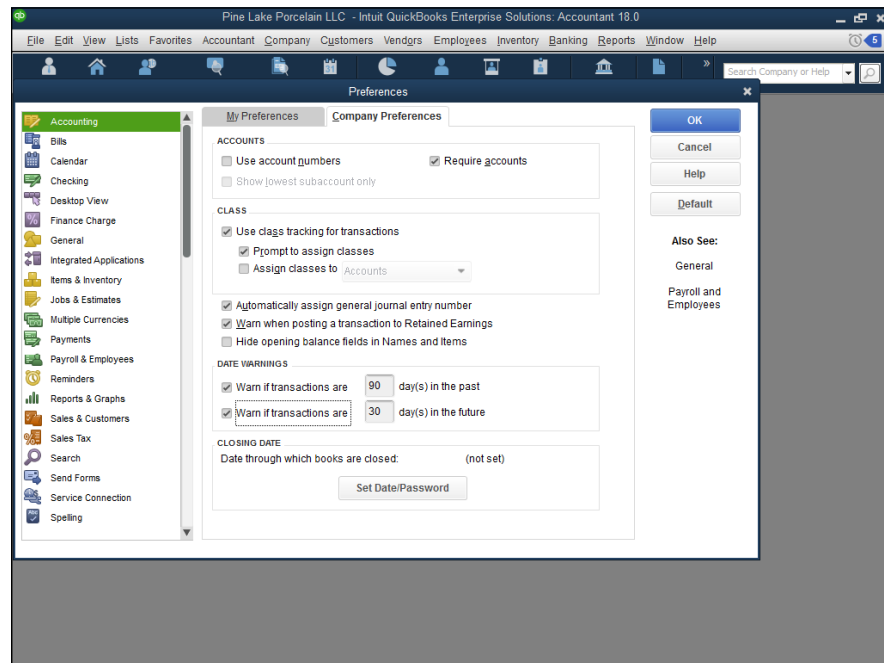 qb
Pine Lake Porcelain LLC - Intuit QuickBooks Enterprise Solutions: Accountant 18.0
File Edit View Lists Favorites Accountant Company Customers Vendors Employees Inventory Banking Reports Window Help
5
» Search Company or Help
Preferences
Accounting
Bills
Calendar
Checking
Desktop View
Finance Charge
General
Integrated Applications
Items & Inventory
Jobs & Estimates
Multiple Currencies
Payments
Payroll & Employees
Reminders
Reports & Graphs
Sales & Customers
Sales Tax
Search
Send Forms
Service Connection
Spelling
My Preferences Company Preferences
ACCOUNTS
Use account numbers Require accounts
Show lowest subaccount only
CLASS
Use class tracking for transactions
Prompt to assign classes
Assign classes to Accounts
Automatically assign general journal entry number
Warn when posting a transaction to Retained Earnings
Hide opening balance fields in Names and Items
DATE WARNINGS
Warn if transactions are 90 day(s) in the past
Warn if transactions are 30 day(s) in the future
CLOSING DATE
Date through which books are closed: (not set)
Set Date/Password
OK
Cancel
Help
Default
Also See:
General
Payroll and
Employees